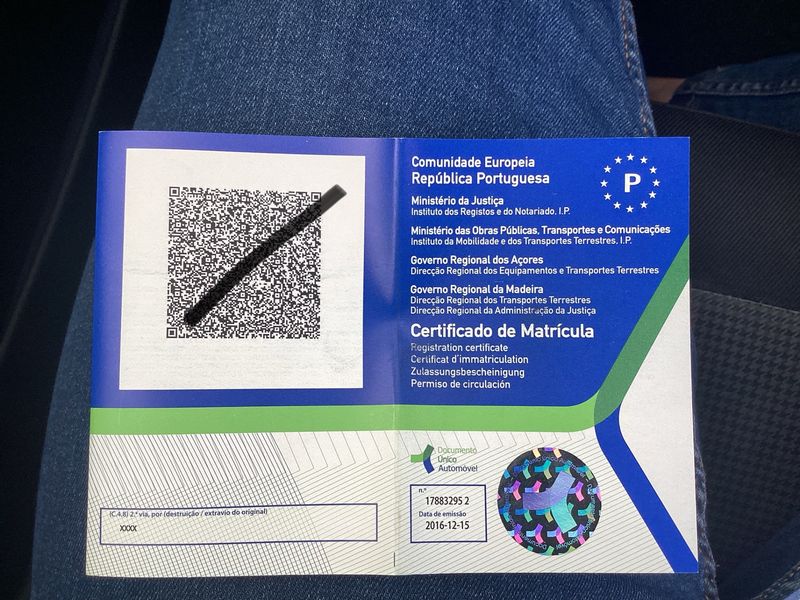 Comunidade Europeia
República Portuguesa
P
Ministério da Justiça
Instituto dos Registos e do Notariado, I.P.
Ministério das Obras Públicas, Transportes e Comunicações
Instituto da Mobilidade e dos Transportes Terrestres, I.P.
Governo Regional dos Açores
Direcção Regional dos Equipamentos e Transportes Terrestres
Governo Regional da Madeira
Direcção Regional dos Transportes Terrestres
Direcção Regional da Administração da Justiça
Certificado de Matrícula
Registration certificate
Certificat d'immatriculation
Zulassungsbescheinigung
Permiso de circulación
Documento
Único
Automóvel
n.º
17883295 2
Data de emissão
2016-12-15
(C.4.8) 2.ª via, por (destruição / extravio do original)
XXXX